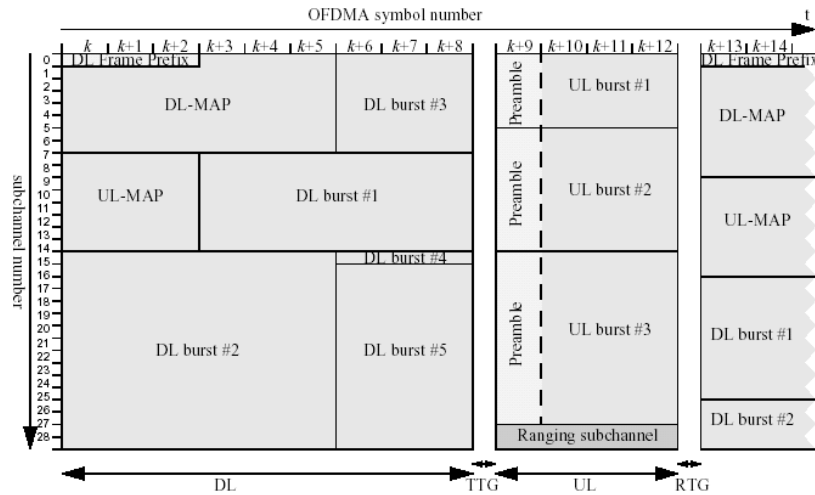 OFDMA symbol number
t
k k+1 k+2 k+3 k+4 k+5 k+6 k+7 k+8 k+9 k+10 k+11 k+12 k+13 k+14
subchannel number
0
1
2
3
4
5
6
7
8
9
10
11
12
13
14
15
16
17
18
19
20
21
22
23
24
25
26
27
28
DL Frame Prefix
DL-MAP
DL burst #3
UL-MAP
DL burst #1
DL burst #2
DL burst #4
DL burst #5
Preamble
UL burst #1
Preamble
UL burst #2
Preamble
UL burst #3
Ranging subchannel
DL Frame Prefix
DL-MAP
UL-MAP
DL burst #1
DL burst #2
DL
TTG
UL
RTG